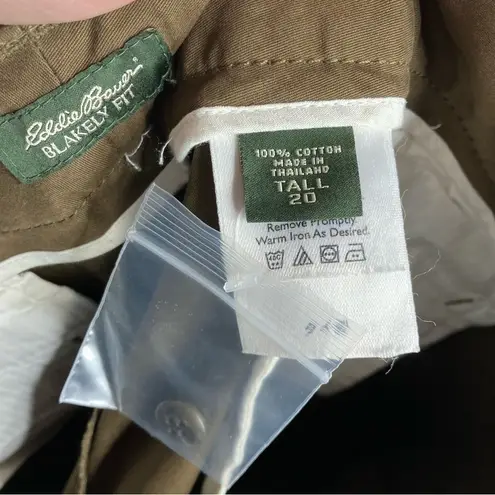 Eddie Bauer
BLAKELY FIT
100% COTTON
MADE IN
THAILAND
TALL
20
Remove Promptly.
Warm Iron As Desired.